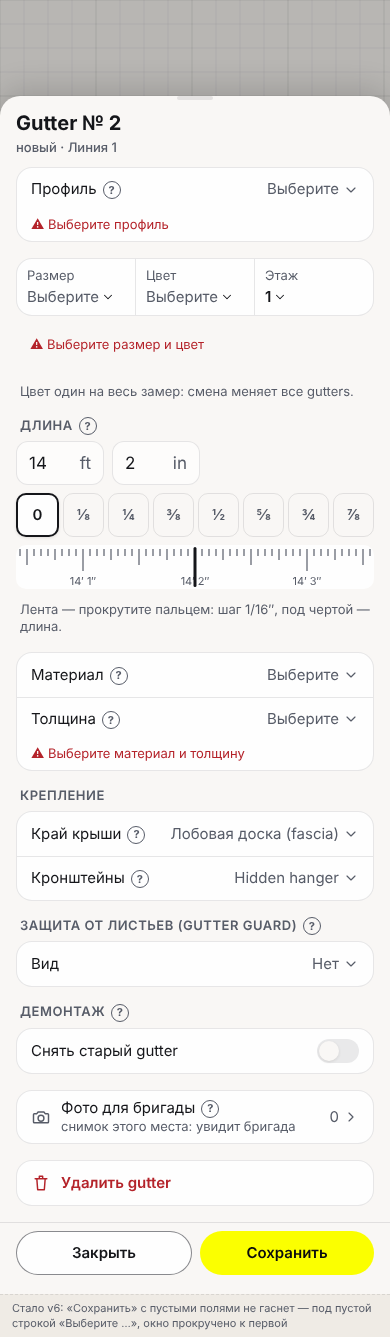 Gutter № 2
новый · Линия 1
Профиль ? Выберите
Выберите профиль
Размер Цвет Этаж
Выберите Выберите 1
Выберите размер и цвет
Цвет один на весь замер: смена меняет все gutters.
ДЛИНА ?
14 ft 2 in
0 ⅛ ¼ ⅜ ½ ⅝ ¾ ⅞
14′ 1″ 14′ 2″ 14′ 3″
Лента — прокрутите пальцем: шаг 1/16″, под чертой —
длина.
Материал ? Выберите
Толщина ? Выберите
Выберите материал и толщину
КРЕПЛЕНИЕ
Край крыши ? Лобовая доска (fascia)
Кронштейны ? Hidden hanger
ЗАЩИТА ОТ ЛИСТЬЕВ (GUTTER GUARD) ?
Вид Нет
ДЕМОНТАЖ ?
Снять старый gutter
Фото для бригады ? 0
снимок этого места: увидит бригада
Удалить gutter
Закрыть Сохранить
Стало v6: «Сохранить» с пустыми полями не гаснет — под пустой
строкой «Выберите ...», окно прокручено к первой